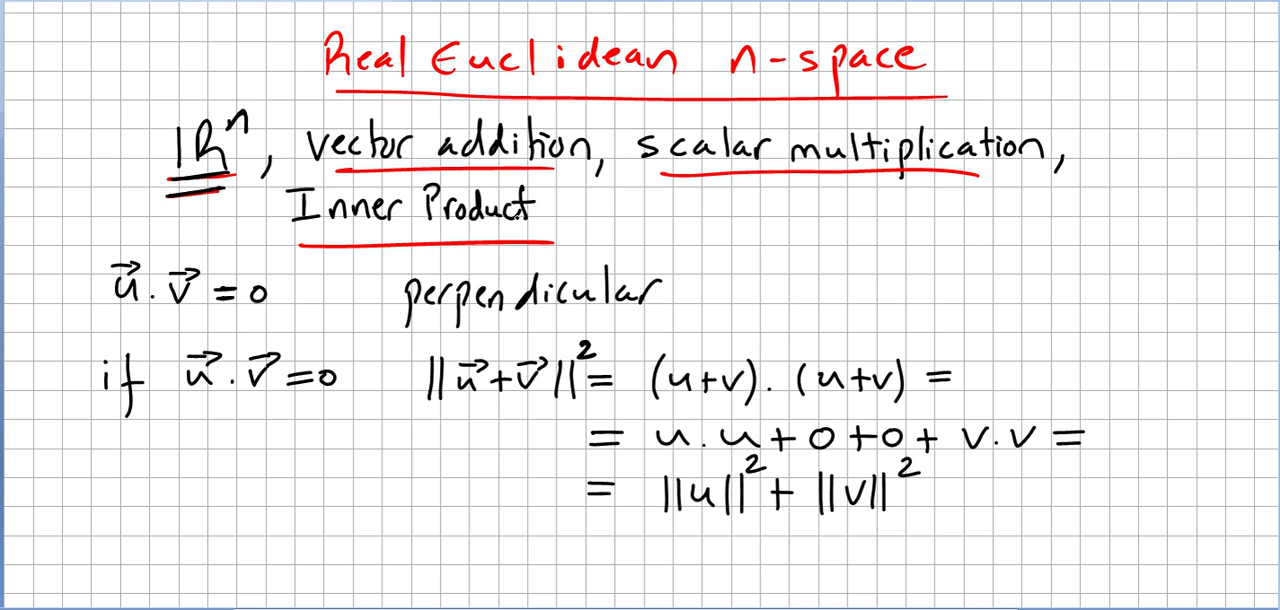 Real Euclidean n-space
ℝⁿ, vector addition, scalar multiplication,
Inner Product
u⃗ . v⃗ = 0 perpendicular
if u⃗ . v⃗ = 0 ||u⃗ + v⃗||² = (u+v) . (u+v) =
= u . u + 0 + 0 + v . v =
= ||u||² + ||v||²